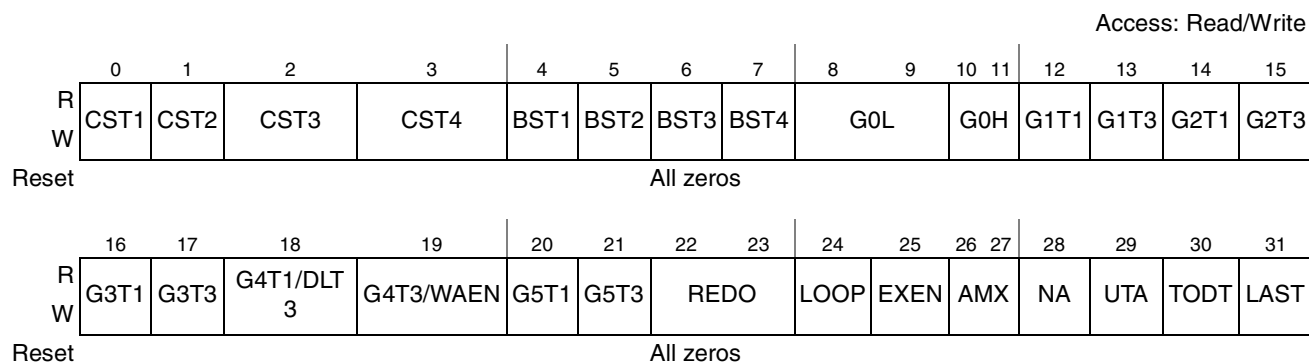 Access: Read/Write
0 1 2 3 4 5 6 7 8 9 10 11 12 13 14 15
R
W
CST1 CST2 CST3 CST4 BST1 BST2 BST3 BST4 G0L G0H G1T1 G1T3 G2T1 G2T3
Reset All zeros
16 17 18 19 20 21 22 23 24 25 26 27 28 29 30 31
R
W
G3T1 G3T3 G4T1/DLT
3 G4T3/WAEN G5T1 G5T3 REDO LOOP EXEN AMX NA UTA TODT LAST
Reset All zeros